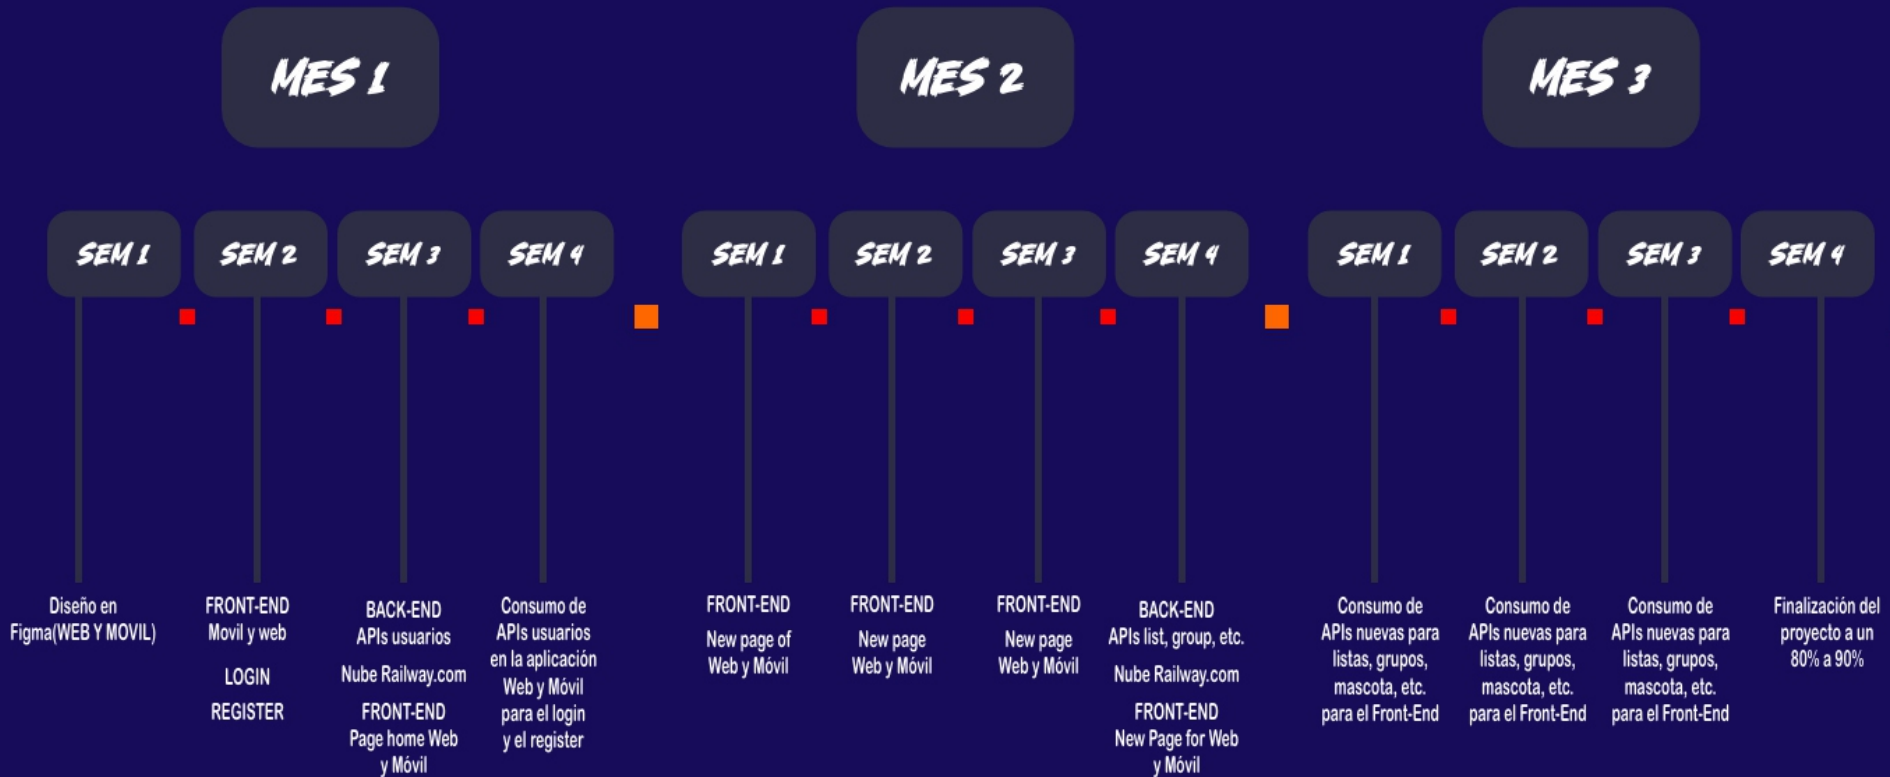 MES 1
MES 2
MES 3
SEM 1
SEM 2
SEM 3
SEM 4
SEM 1
SEM 2
SEM 3
SEM 4
SEM 1
SEM 2
SEM 3
SEM 4
Diseño en
Figma(WEB Y MOVIL)
FRONT-END
Movil y web
LOGIN
REGISTER
BACK-END
APIs usuarios
Nube Railway.com
FRONT-END
Page home Web
y Móvil
Consumo de
APIs usuarios
en la aplicación
Web y Móvil
para el login
y el register
FRONT-END
New page of
Web y Móvil
FRONT-END
New page
Web y Móvil
FRONT-END
New page
Web y Móvil
BACK-END
APIs list, group, etc.
Nube Railway.com
FRONT-END
New Page for Web
y Móvil
Consumo de
APIs nuevas para
listas, grupos,
mascota, etc.
para el Front-End
Consumo de
APIs nuevas para
listas, grupos,
mascota, etc.
para el Front-End
Consumo de
APIs nuevas para
listas, grupos,
mascota, etc.
para el Front-End
Finalización del
proyecto a un
80% a 90%